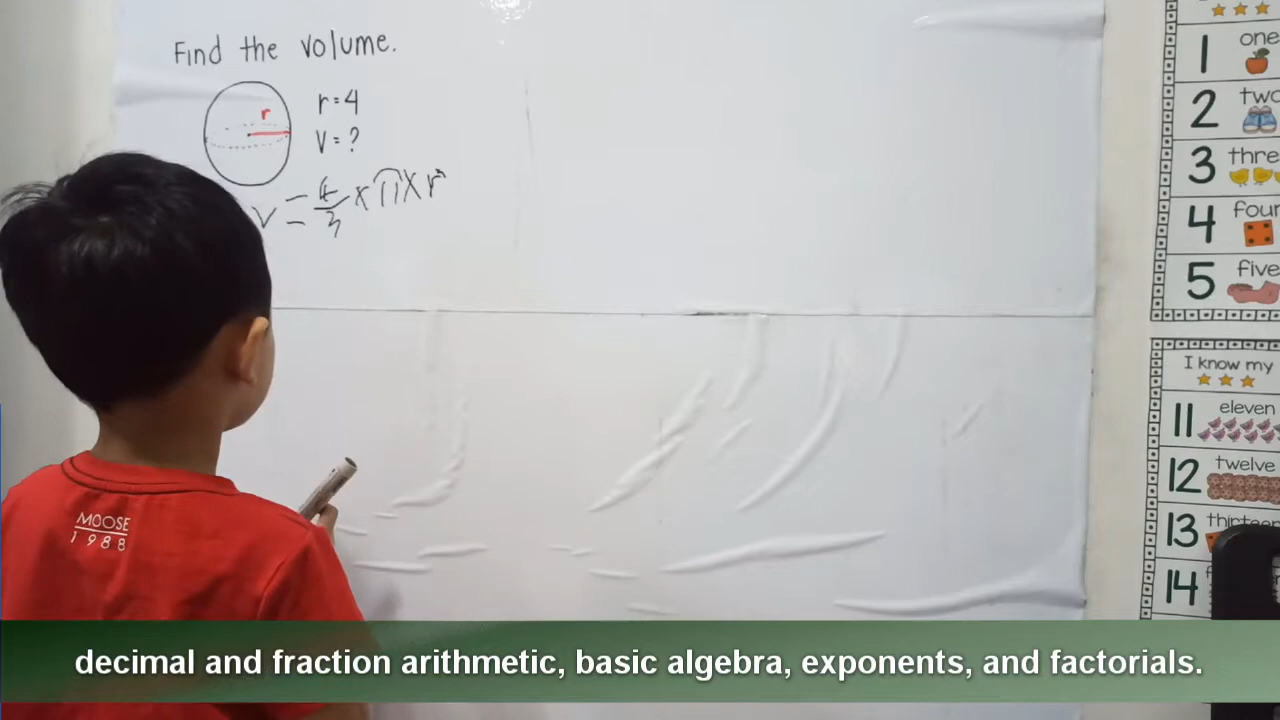 Find the volume.
r
r=4
V=?
V = 4/3 x π x r³
MOOSE
1988
1 one
2 two
3 three
4 four
5 five
I know my
11 eleven
12 twelve
13 thirteen
14
decimal and fraction arithmetic, basic algebra, exponents, and factorials.